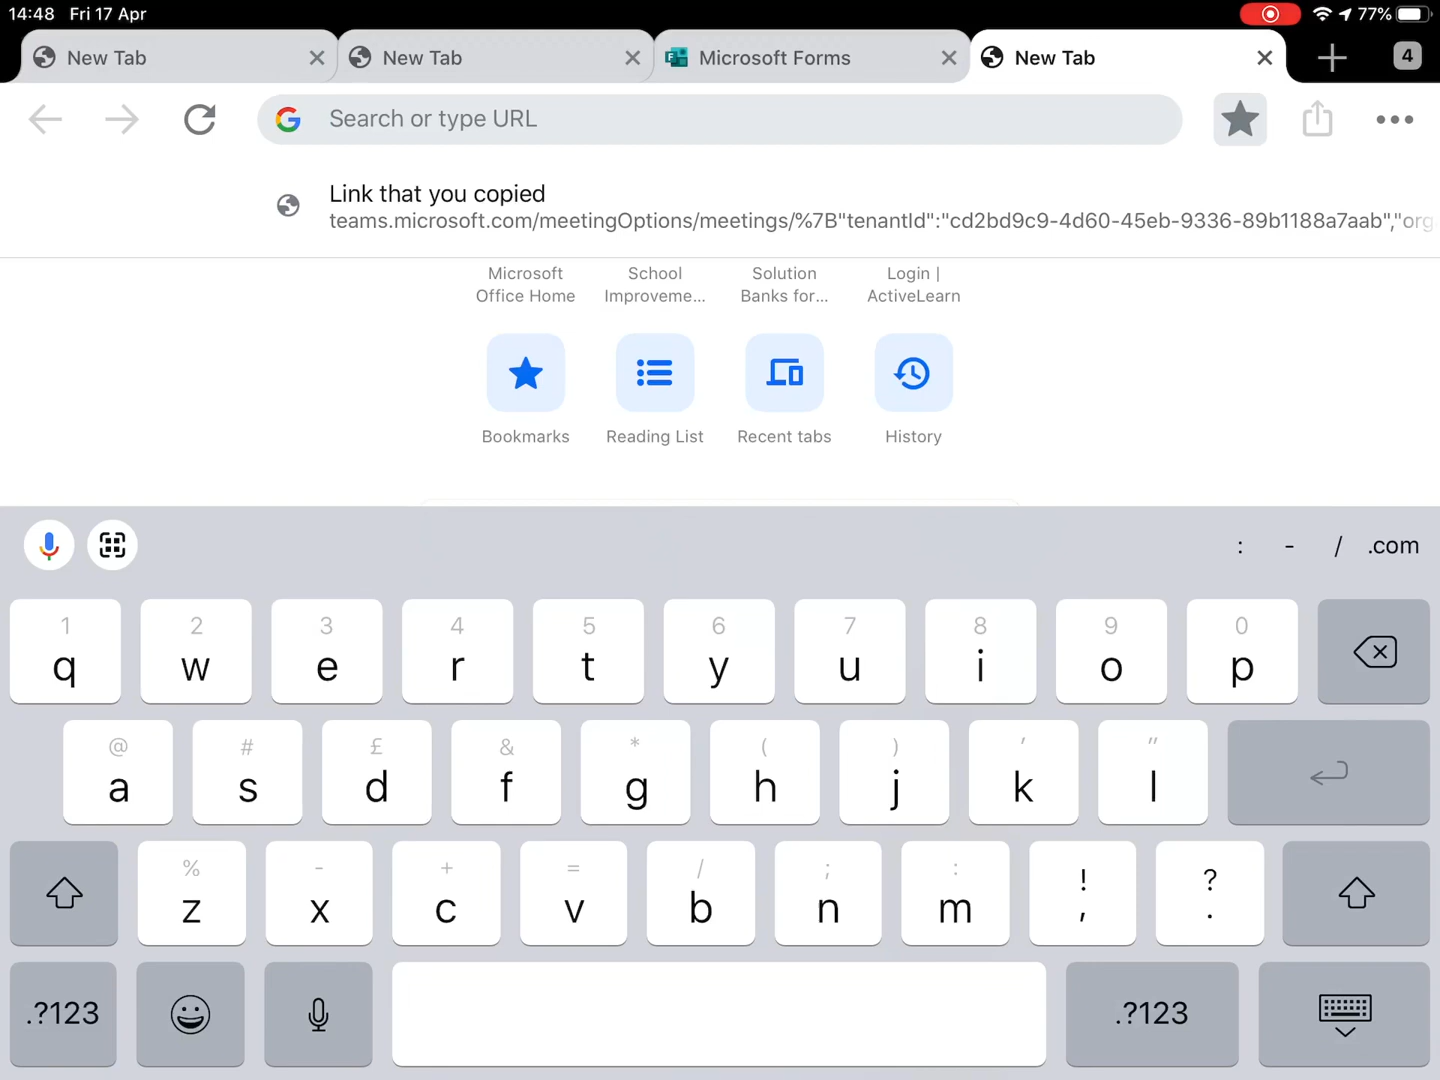 14:48 Fri 17 Apr
77%
New Tab
New Tab
Microsoft Forms
New Tab
4
Search or type URL
Link that you copied
teams.microsoft.com/meetingOptions/meetings/%7B"tenantId":"cd2bd9c9-4d60-45eb-9336-89b1188a7aab","org
Microsoft Office Home
School Improveme...
Solution Banks for...
Login | ActiveLearn
Bookmarks
Reading List
Recent tabs
History
: - / .com
1 2 3 4 5 6 7 8 9 0
q w e r t y u i o p
@ # £ & * ( ) ' "
a s d f g h j k l
% - + = / ; : ! ?
z x c v b n m , .
.?123 .?123